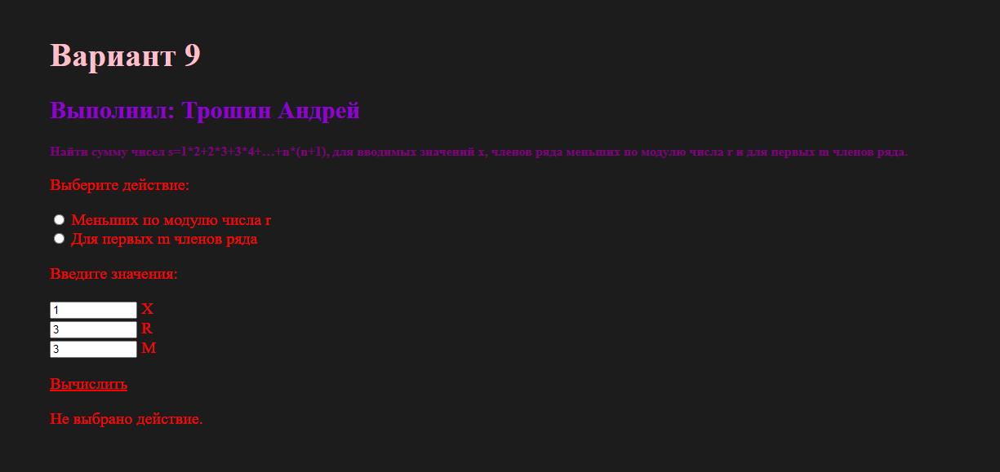 Вариант 9
Выполнил: Трошин Андрей
Найти сумму чисел s=1*2+2*3+3*4+…+n*(n+1), для вводимых значений x, членов ряда меньших по модулю числа r и для первых m членов ряда.
Выберите действие:
Меньших по модулю числа r
Для первых m членов ряда
Введите значения:
1 X
3 R
3 M
Вычислить
Не выбрано действие.